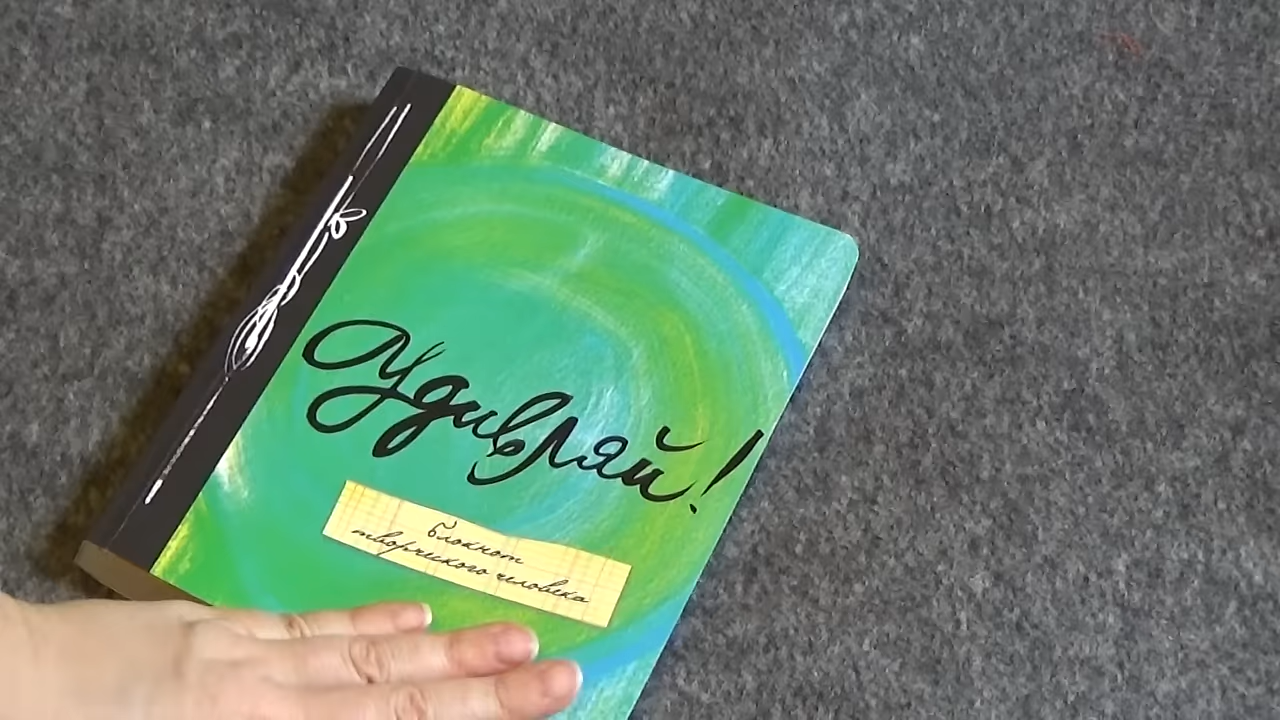 Удивляй!
Блокнот
творческого человека